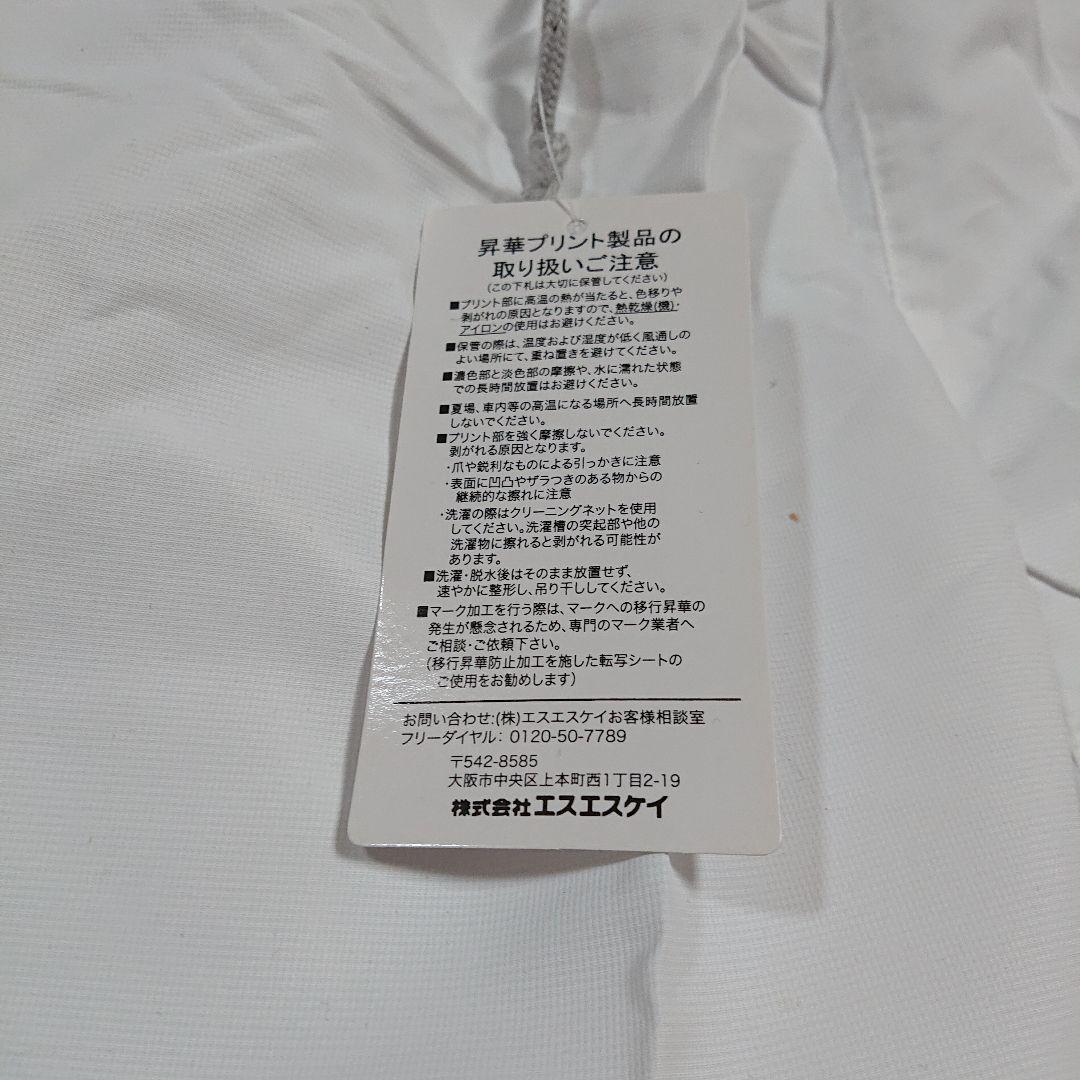 昇華プリント製品の
取り扱いご注意
(この下札は大切に保管してください)
■プリント部に高温の熱が当たると、色移りや
剥がれの原因となりますので、熱乾燥(機)・
アイロンの使用はお避けください。
■保管の際は、温度および湿度が低く風通しの
よい場所にて、重ね置きを避けてください。
■濃色部と淡色部の摩擦や、水に濡れた状態
での長時間放置はお避けください。
■夏場、車内等の高温になる場所へ長時間放置
しないでください。
■プリント部を強く摩擦しないでください。
剥がれる原因となります。
・爪や鋭利なものによる引っかきに注意
・表面に凹凸やザラつきのある物からの
継続的な擦れに注意
・洗濯の際はクリーニングネットを使用
してください。洗濯槽の突起部や他の
洗濯物に擦れると剥がれる可能性が
あります。
■洗濯・脱水後はそのまま放置せず、
速やかに整形し、吊り干ししてください。
■マーク加工を行う際は、マークへの移行昇華の
発生が懸念されるため、専門のマーク業者へ
ご相談・ご依頼下さい。
(移行昇華防止加工を施した転写シートの
ご使用をお勧めします)
お問い合わせ:(株)エスエスケイお客様相談室
フリーダイヤル: 0120-50-7789
〒542-8585
大阪市中央区上本町西1丁目2-19
株式会社エスエスケイ